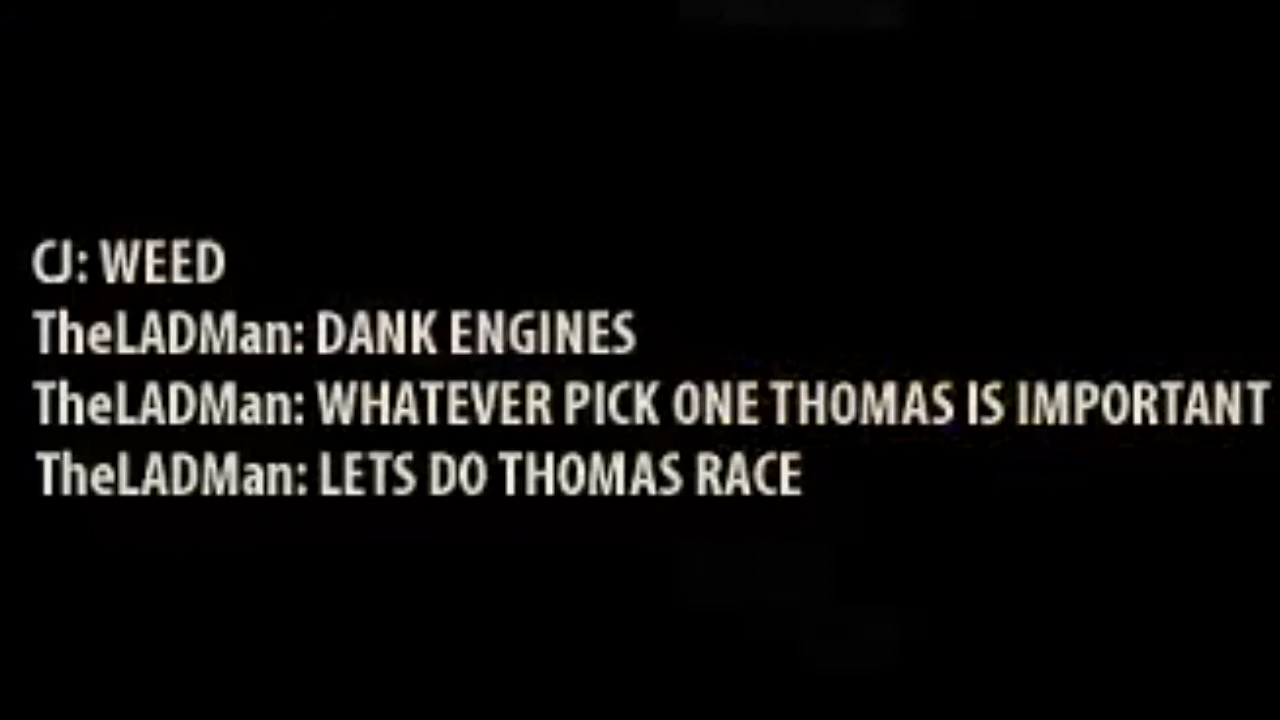 CJ: WEED
TheLADMan: DANK ENGINES
TheLADMan: WHATEVER PICK ONE THOMAS IS IMPORTANT
TheLADMan: LETS DO THOMAS RACE